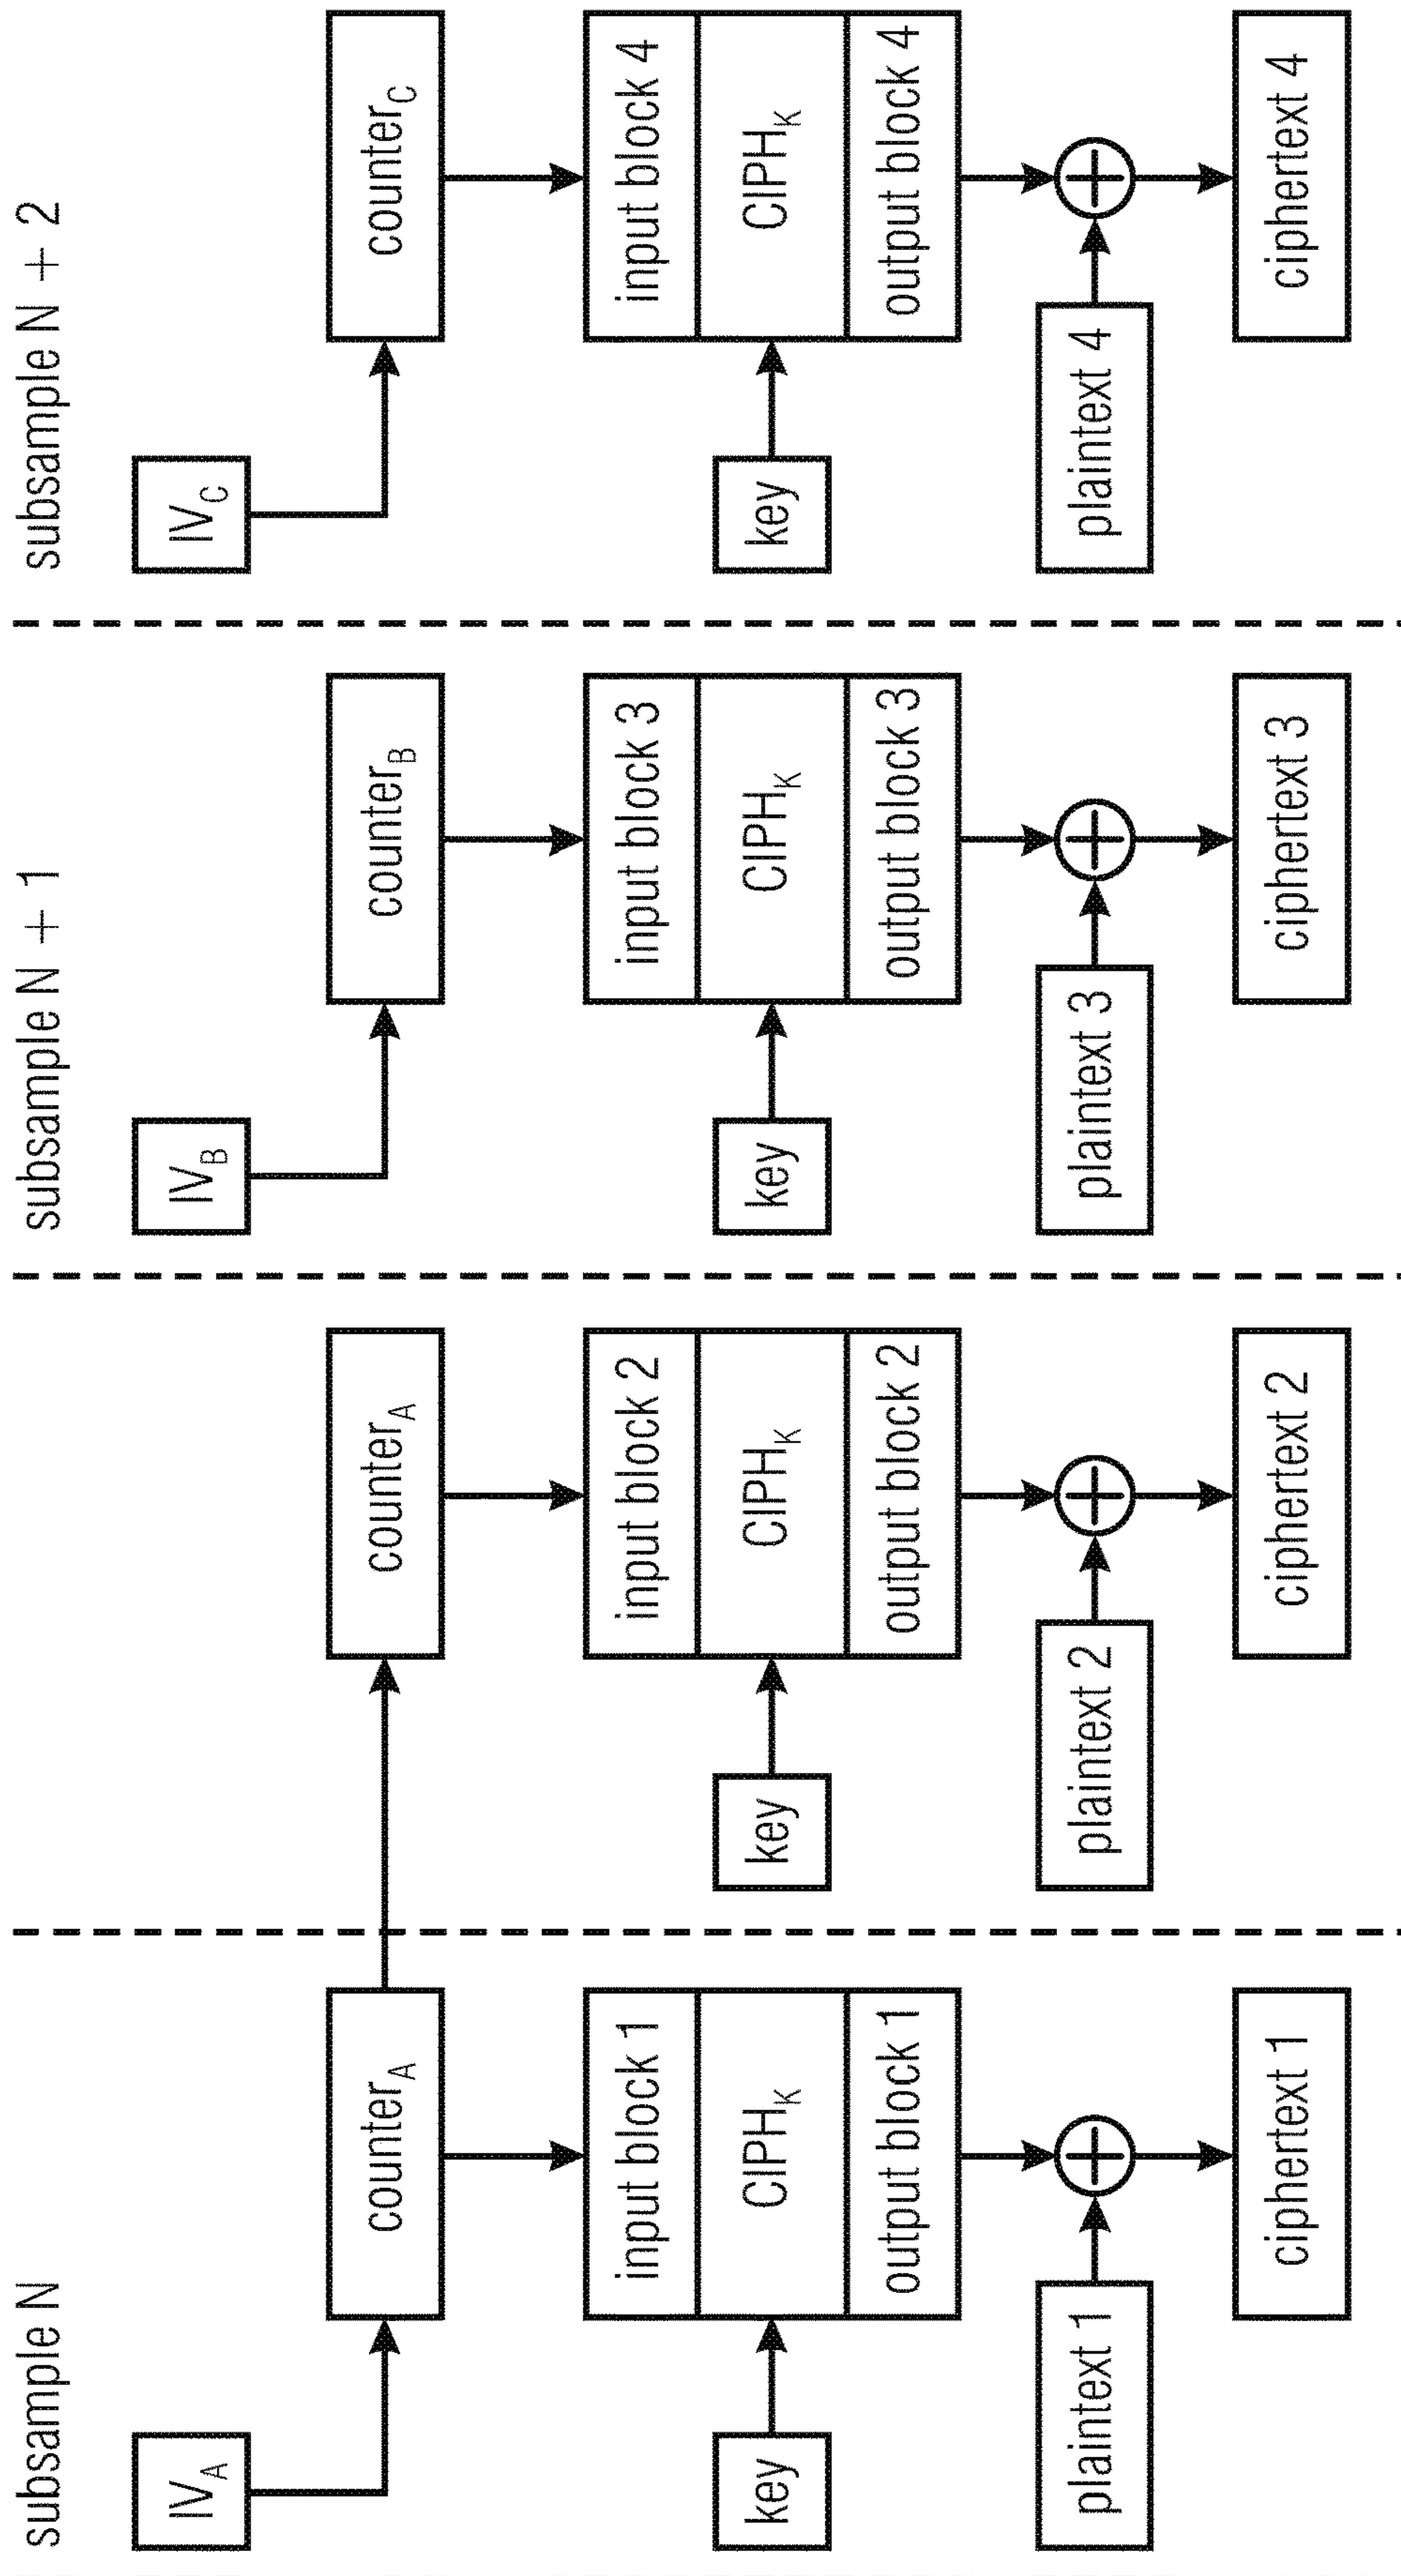 subsample N
IV_A
counter_A
input block 1
key
CIPH_K
output block 1
plaintext 1
ciphertext 1
counter_A
input block 2
key
CIPH_K
output block 2
plaintext 2
ciphertext 2
subsample N + 1
IV_B
counter_B
input block 3
key
CIPH_K
output block 3
plaintext 3
ciphertext 3
subsample N + 2
IV_C
counter_C
input block 4
key
CIPH_K
output block 4
plaintext 4
ciphertext 4